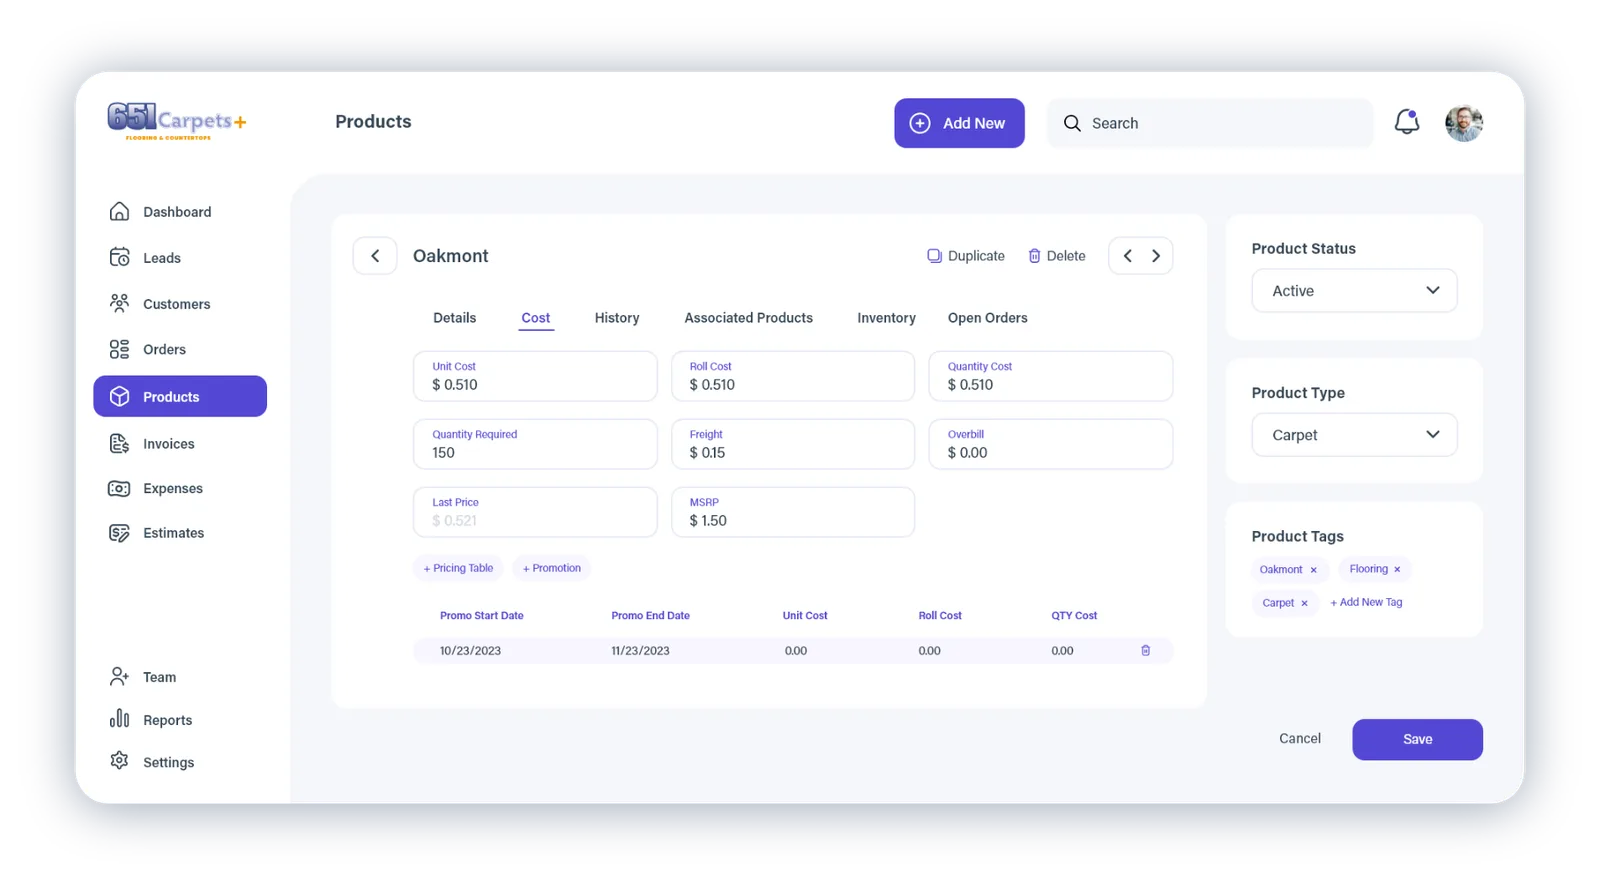 651 Carpets+
FLOORING & COUNTERTOPS
Products
Add New
Search
Dashboard
Leads
Customers
Orders
Products
Invoices
Expenses
Estimates
Team
Reports
Settings
Oakmont
Duplicate
Delete
Details Cost History Associated Products Inventory Open Orders
Unit Cost
$ 0.510
Roll Cost
$ 0.510
Quantity Cost
$ 0.510
Quantity Required
150
Freight
$ 0.15
Overbill
$ 0.00
Last Price
$ 0.521
MSRP
$ 1.50
+ Pricing Table
+ Promotion
Promo Start Date Promo End Date Unit Cost Roll Cost QTY Cost
10/23/2023 11/23/2023 0.00 0.00 0.00
Product Status
Active
Product Type
Carpet
Product Tags
Oakmont ×
Flooring ×
Carpet ×
+ Add New Tag
Cancel
Save